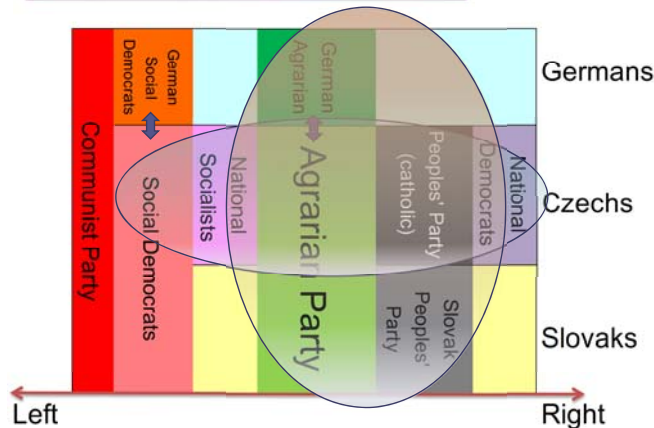 German
Social
Democrats
German
Agrarian
Germans
Communist Party
Social Democrats
National
Socialists
Agrarian Party
Peoples' Party
(catholic)
National
Democrats
Czechs
Slovak
Peoples'
Party
Slovaks
Left
Right